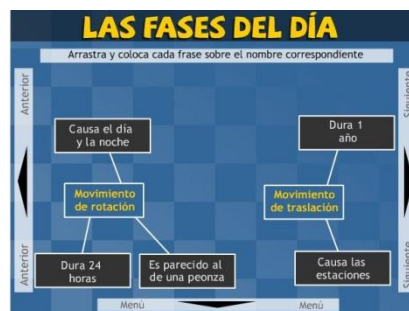 LAS FASES DEL DÍA
Arrastra y coloca cada frase sobre el nombre correspondiente
Anterior
Siguiente
Causa el día
y la noche
Dura 1
año
Movimiento
de rotación
Movimiento
de traslación
Dura 24
horas
Es parecido al
de una peonza
Causa las
estaciones
Anterior
Siguiente
Menú
Menú